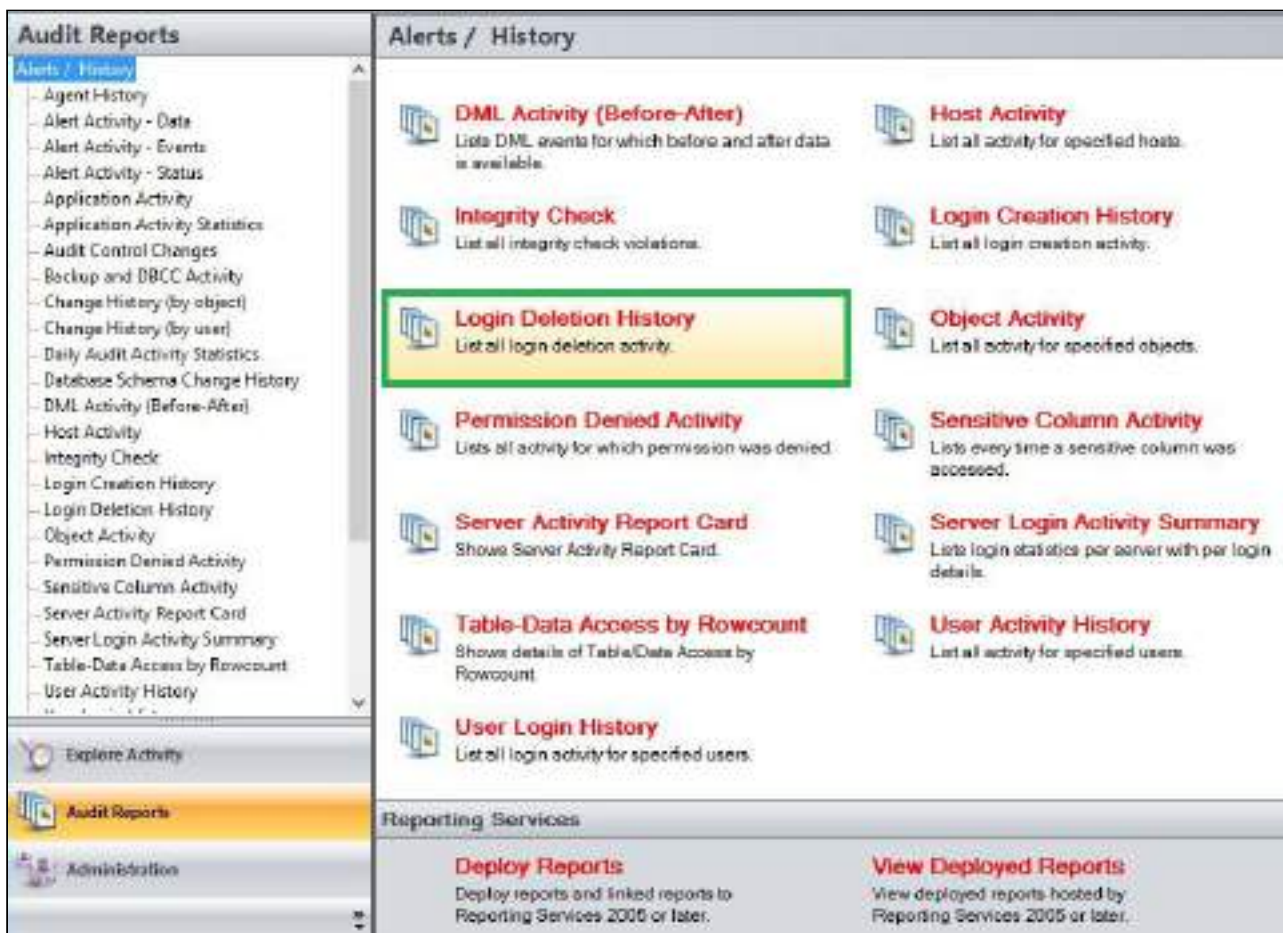 Audit Reports
Alerts / History
Agent History
Alert Activity - Data
Alert Activity - Events
Alert Activity - Status
Application Activity
Application Activity Statistics
Audit Control Changes
Backup and DBCC Activity
Change History (by object)
Change History (by user)
Daily Audit Activity Statistics
Database Schema Change History
DML Activity (Before-After)
Host Activity
Integrity Check
Login Creation History
Login Deletion History
Object Activity
Permission Denied Activity
Sensitive Column Activity
Server Activity Report Card
Server Login Activity Summary
Table-Data Access by Rowcount
User Activity History
Explore Activity
Audit Reports
Administration
Alerts / History
DML Activity (Before-After)
Lists DML events for which before and after data
is available.
Host Activity
List all activity for specified hosts.
Integrity Check
List all integrity check violations.
Login Creation History
List all login creation activity.
Login Deletion History
List all login deletion activity.
Object Activity
List all activity for specified objects.
Permission Denied Activity
Lists all activity for which permission was denied.
Sensitive Column Activity
Lists every time a sensitive column was
accessed.
Server Activity Report Card
Shows Server Activity Report Card.
Server Login Activity Summary
Lists login statistics per server with per login
details.
Table-Data Access by Rowcount
Shows details of Table/Data Access by
Rowcount
User Activity History
List all activity for specified users.
User Login History
List all login activity for specified users.
Reporting Services
Deploy Reports
Deploy reports and linked reports to
Reporting Services 2005 or later.
View Deployed Reports
View deployed reports hosted by
Reporting Services 2005 or later.